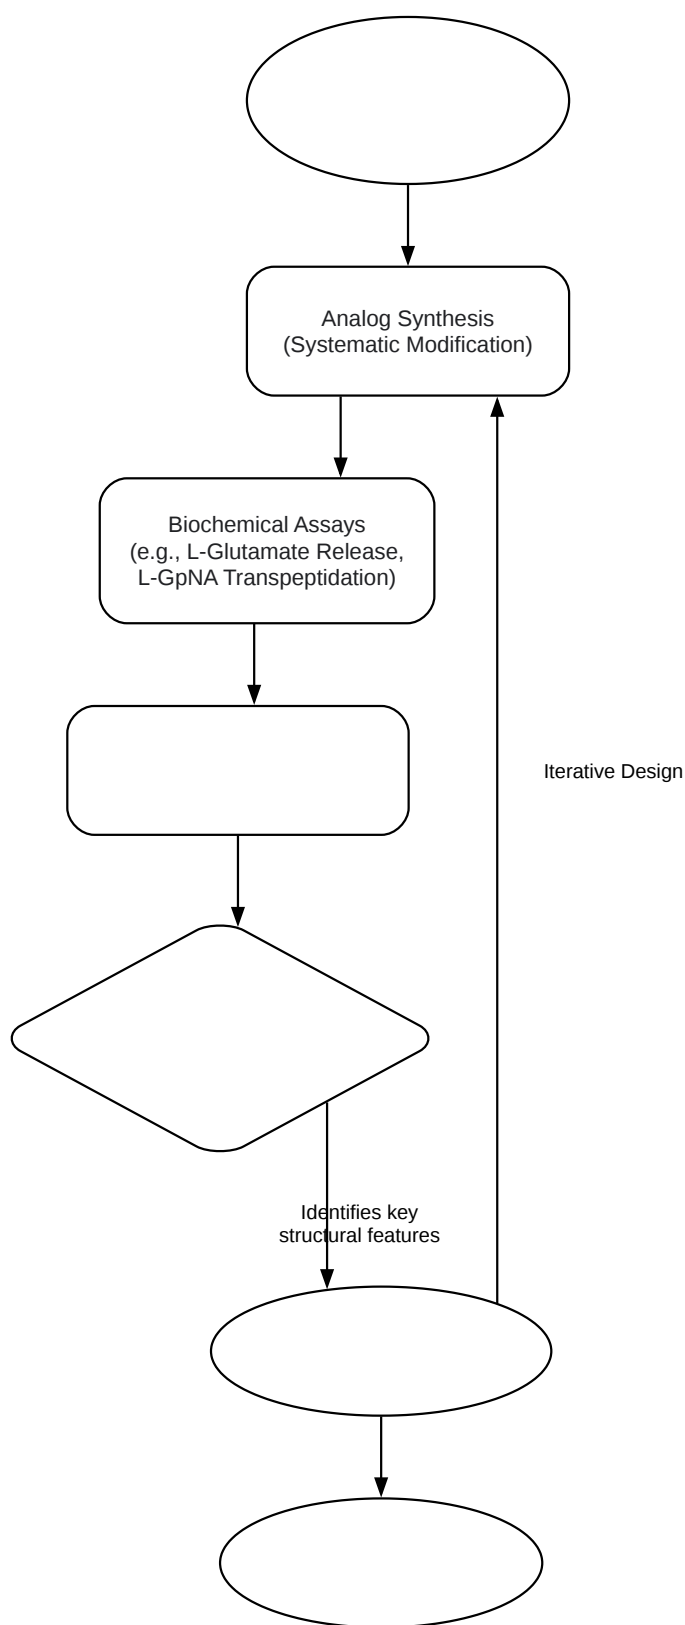 Analog Synthesis
(Systematic Modification)
Biochemical Assays
(e.g., L-Glutamate Release,
L-GpNA Transpeptidation)
Iterative Design
Identifies key
structural features